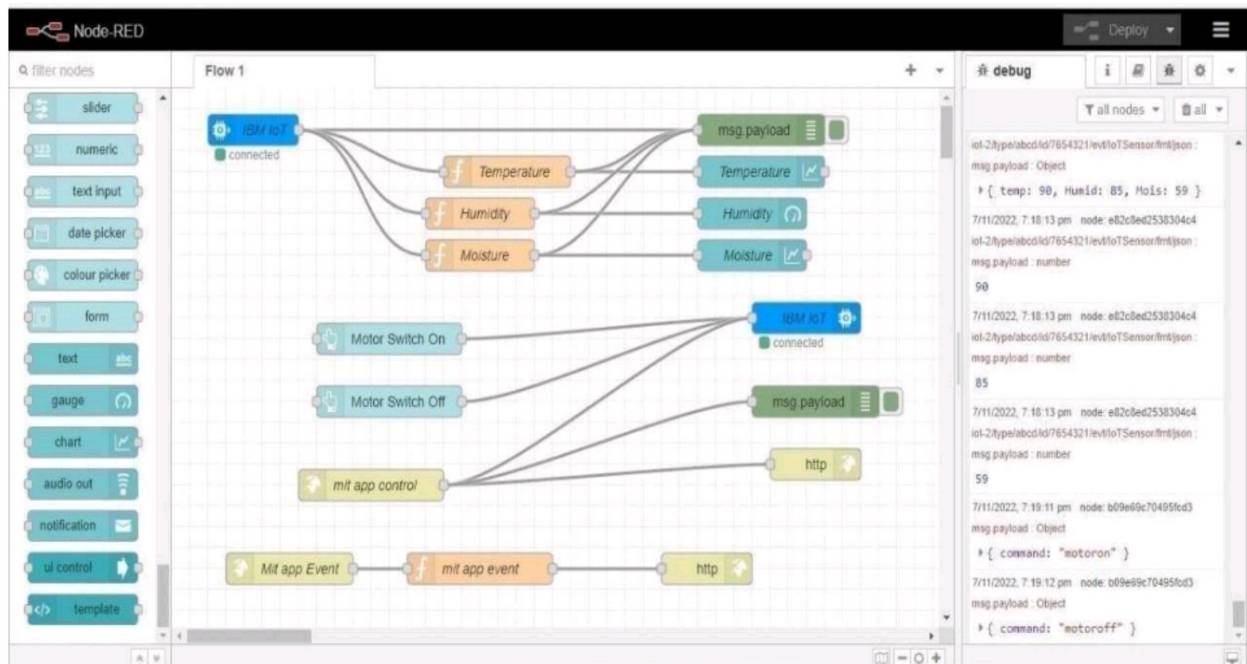 Node-RED
Deploy
filter nodes
Flow 1
debug
i
all nodes
all
slider
numeric
123
text input
abc
date picker
colour picker
form
text
abc
gauge
chart
audio out
notification
ui control
template
</>
IBM IoT
connected
f
Temperature
f
Humidity
f
Moisture
msg.payload
Temperature
Humidity
Moisture
Motor Switch On
Motor Switch Off
IBM IoT
connected
msg.payload
http
mit app control
Mit app Event
f
mit app event
http
iot-2/type/abcd/id/7654321/evt/IoTSensor/fmt/json :
msg.payload : Object
{ temp: 90, Humid: 85, Mois: 59 }
7/11/2022, 7:18:13 pm node: e82c8ed2538304c4
iot-2/type/abcd/id/7654321/evt/IoTSensor/fmt/json :
msg.payload : number
90
7/11/2022, 7:18:13 pm node: e82c8ed2538304c4
iot-2/type/abcd/id/7654321/evt/IoTSensor/fmt/json :
msg.payload : number
85
7/11/2022, 7:18:13 pm node: e82c8ed2538304c4
iot-2/type/abcd/id/7654321/evt/IoTSensor/fmt/json :
msg.payload : number
59
7/11/2022, 7:19:11 pm node: b09e69c70495fcd3
msg.payload : Object
{ command: "motoron" }
7/11/2022, 7:19:12 pm node: b09e69c70495fcd3
msg.payload : Object
{ command: "motoroff" }